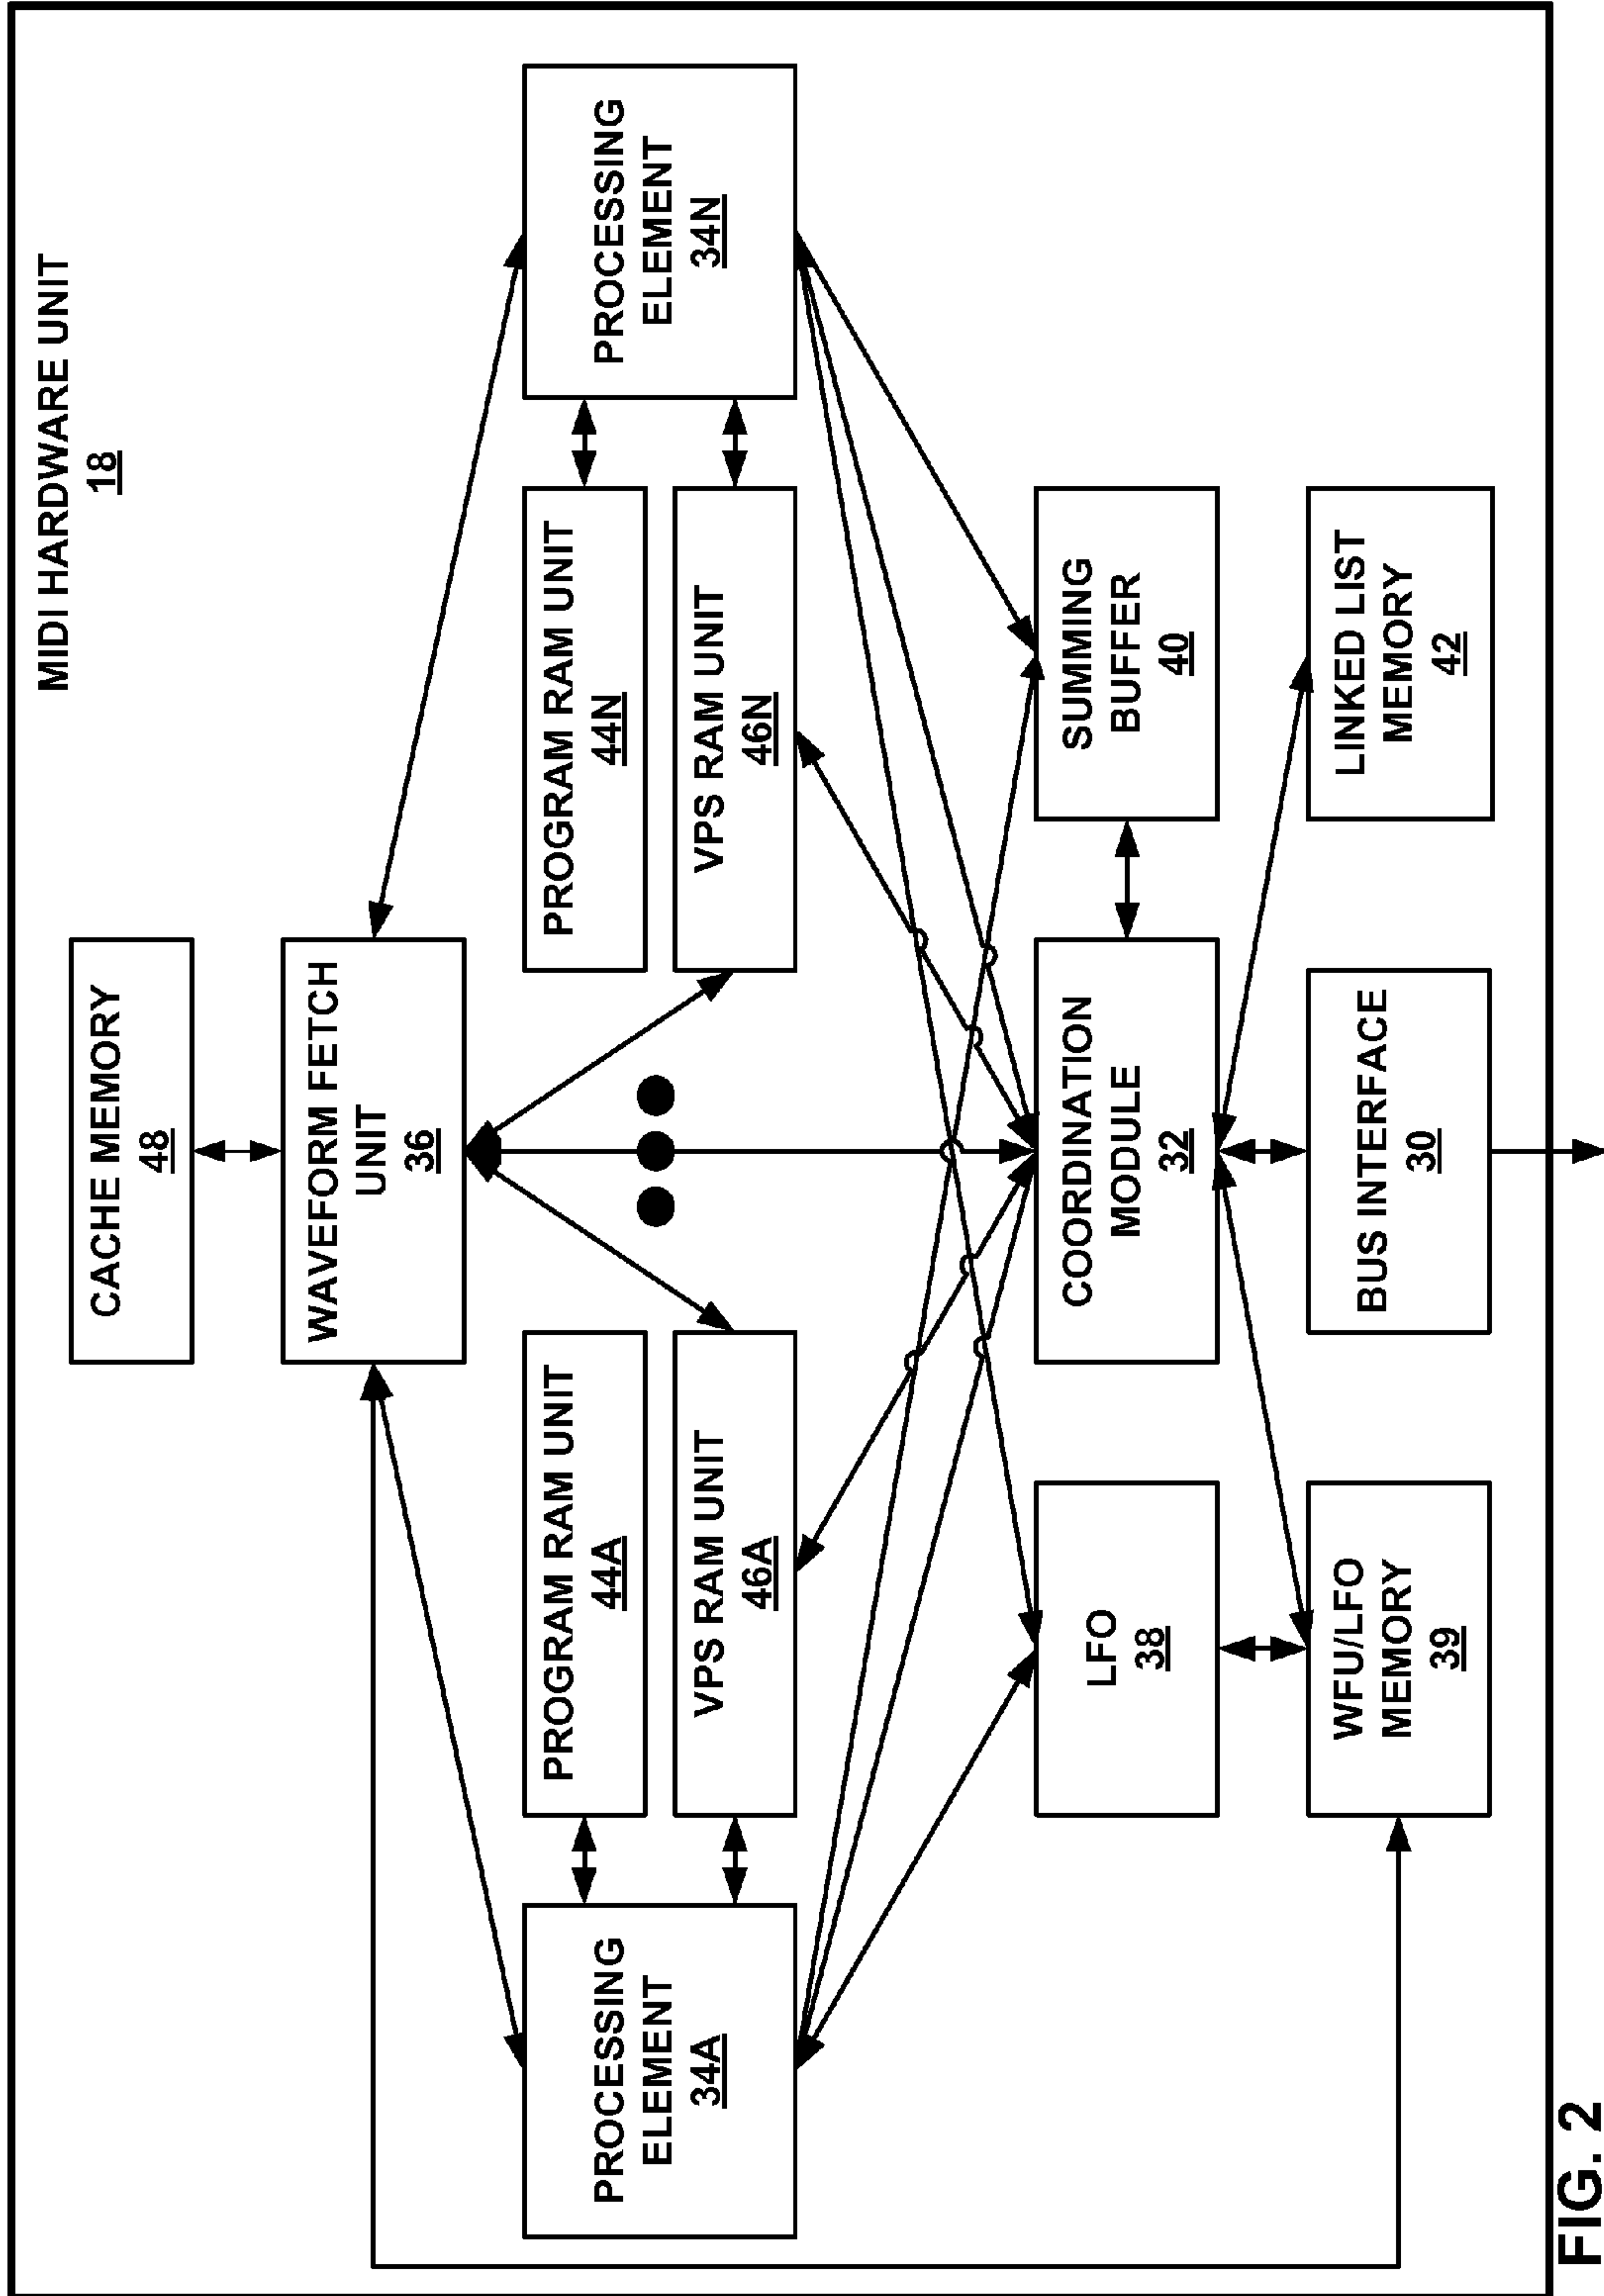 MIDI HARDWARE UNIT
18
CACHE MEMORY
48
WAVEFORM FETCH
UNIT
36
PROCESSING
ELEMENT
34A
PROGRAM RAM UNIT
44A
VPS RAM UNIT
46A
PROGRAM RAM UNIT
44N
VPS RAM UNIT
46N
PROCESSING
ELEMENT
34N
LFO
38
COORDINATION
MODULE
32
SUMMING
BUFFER
40
WFU/LFO
MEMORY
39
BUS INTERFACE
30
LINKED LIST
MEMORY
42
FIG. 2